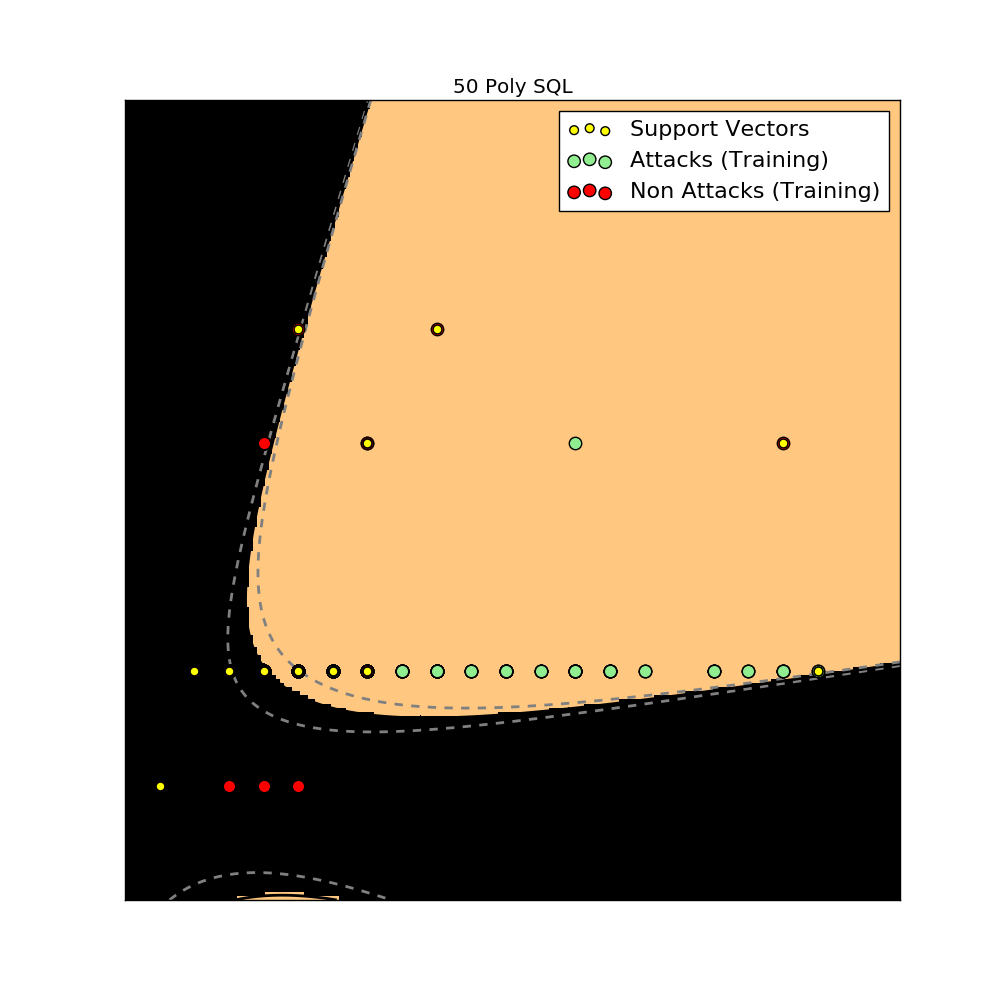 50 Poly SQL
Support Vectors
Attacks (Training)
Non Attacks (Training)